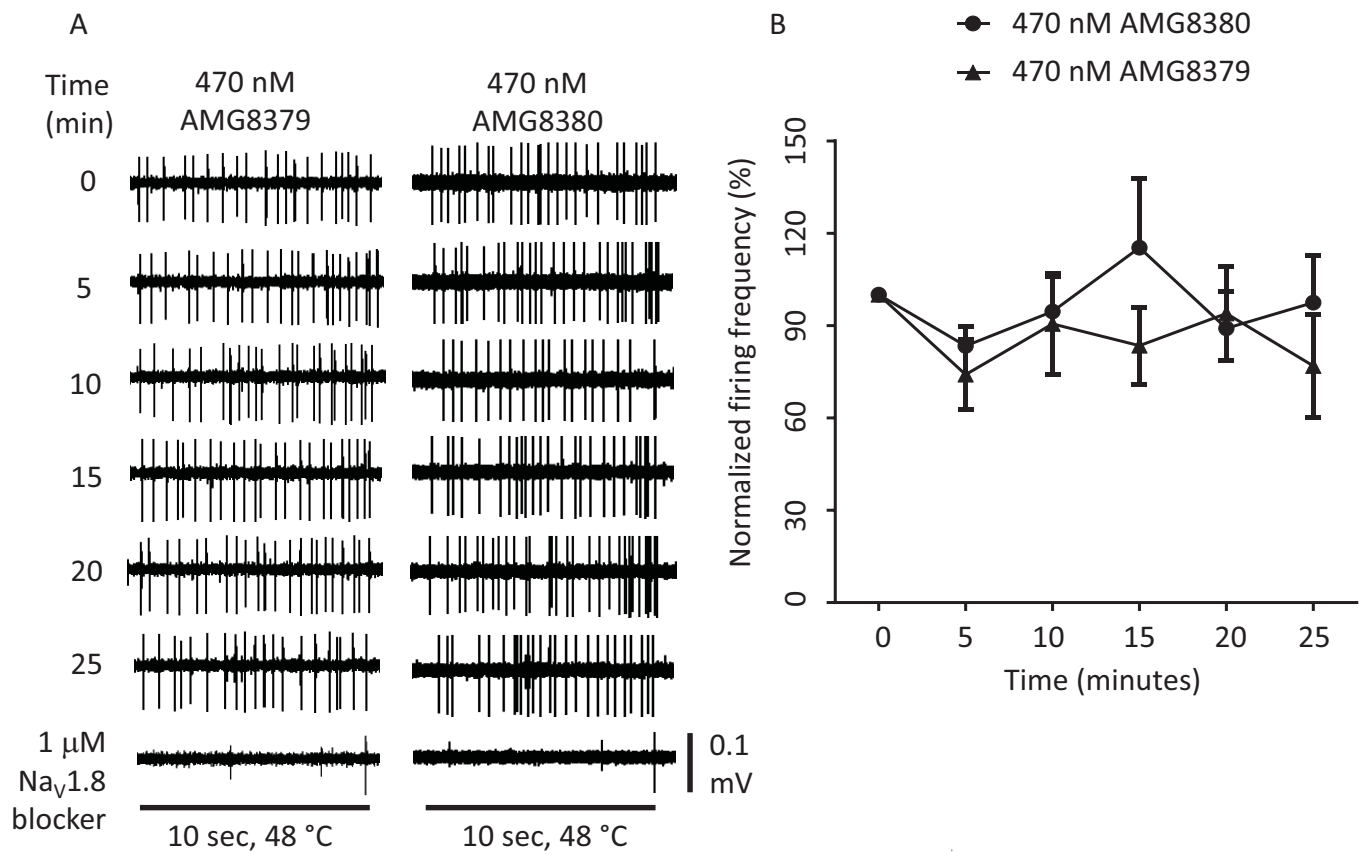 A
Time
(min)
470 nM
AMG8379
470 nM
AMG8380
0
5
10
15
20
25
1 μM
NaV1.8
blocker
0.1
mV
10 sec, 48 °C
10 sec, 48 °C
B
470 nM AMG8380
470 nM AMG8379
Normalized firing frequency (%)
150
120
90
60
30
0
0 5 10 15 20 25
Time (minutes)